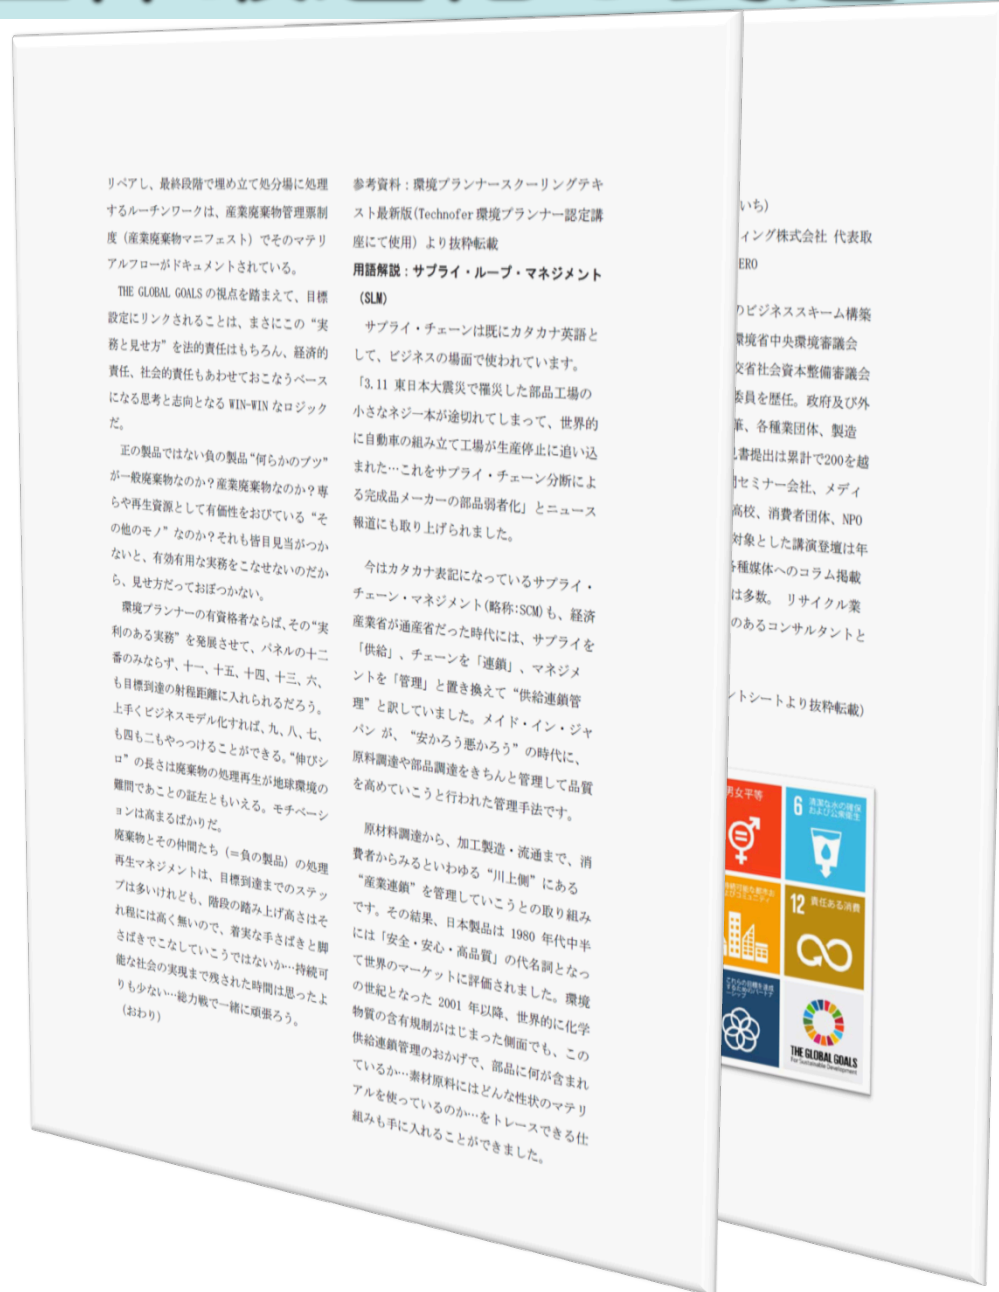 リペアし、最終段階で埋め立て処分場に処理
するルーチンワークは、産業廃棄物管理票制
度（産業廃棄物マニフェスト）でそのマテリ
アルフローがドキュメントされている。
THE GLOBAL GOALS の視点を踏まえて、目標
設定にリンクされることは、まさにこの“実
務と見せ方”を法的責任はもちろん、経済的
責任、社会的責任もあわせておこなうベース
になる思考と志向となる WIN-WIN なロジック
だ。
正の製品ではない負の製品“何らかのブツ”
が一般廃棄物なのか？産業廃棄物なのか？専
らや再生資源として有価性をおびている“そ
の他のモノ”なのか？それも皆目見当がつか
ないと、有効有用な実務をこなせないのだか
ら、見せ方だっておぼつかない。
環境プランナーの有資格者ならば、その“実
利のある実務”を発展させて、パネルの十二
番のみならず、十一、十五、十四、十三、六、
も目標到達の射程距離に入れられるだろう。
上手くビジネスモデル化すれば、九、八、七、
も四も二もやっつけることができる。“伸びシ
ロ”の長さは廃棄物の処理再生が地球環境の
難問であることの証左ともいえる。モチベーシ
ョンは高まるばかりだ。
廃棄物とその仲間たち（＝負の製品）の処理
再生マネジメントは、目標到達までのステッ
プは多いけれども、階段の踏み上げ高さはそ
れ程には高く無いので、着実な手さばきと脚
さばきでこなしていこうではないか…持続可
能な社会の実現まで残された時間は思ったよ
りも少ない…総力戦で一緒に頑張ろう。
（おわり）
参考資料：環境プランナースクーリングテキ
スト最新版(Technofer 環境プランナー認定講
座にて使用）より抜粋転載
用語解説：サプライ・ループ・マネジメント
（SLM）
サプライ・チェーンは既にカタカナ英語と
して、ビジネスの場面で使われています。
「3.11 東日本大震災で罹災した部品工場の
小さなネジ一本が途切れてしまって、世界的
に自動車の組み立て工場が生産停止に追い込
まれた…これをサプライ・チェーン分断によ
る完成品メーカーの部品弱者化」とニュース
報道にも取り上げられました。
今はカタカナ表記になっているサプライ・
チェーン・マネジメント(略称:SCM)も、経済
産業省が通産省だった時代には、サプライを
「供給」、チェーンを「連鎖」、マネジメ
ントを「管理」と置き換えて“供給連鎖管
理”と訳していました。メイド・イン・ジャ
パン が、“安かろう悪かろう”の時代に、
原料調達や部品調達をきちんと管理して品質
を高めていこうと行われた管理手法です。
原材料調達から、加工製造・流通まで、消
費者からみるといわゆる“川上側”にある
“産業連鎖”を管理していこうとの取り組み
です。その結果、日本製品は 1980 年代中半
には「安全・安心・高品質」の代名詞となっ
て世界のマーケットに評価されました。環境
の世紀となった 2001 年以降、世界的に化学
物質の含有規制がはじまった側面でも、この
供給連鎖管理のおかげで、部品に何が含まれ
ているか…素材原料にはどんな性状のマテリ
アルを使っているのか…をトレースできる仕
組みも手に入れることができました。
いち）
ィング株式会社 代表取
ERO
のビジネススキーム構築
環境省中央環境審議会
交省社会資本整備審議会
委員を歴任。政府及び外
筆、各種業団体、製造
書提出は累計で200を越
セミナー会社、メディ
高校、消費者団体、NPO
対象とした講演登壇は年
各種媒体へのコラム掲載
は多数。 リサイクル業
のあるコンサルタントと
ントシートより抜粋転載）
男女平等
6 清潔な水の確保
および公衆衛生
12 責任ある消費
THE GLOBAL GOALS
For Sustainable Development